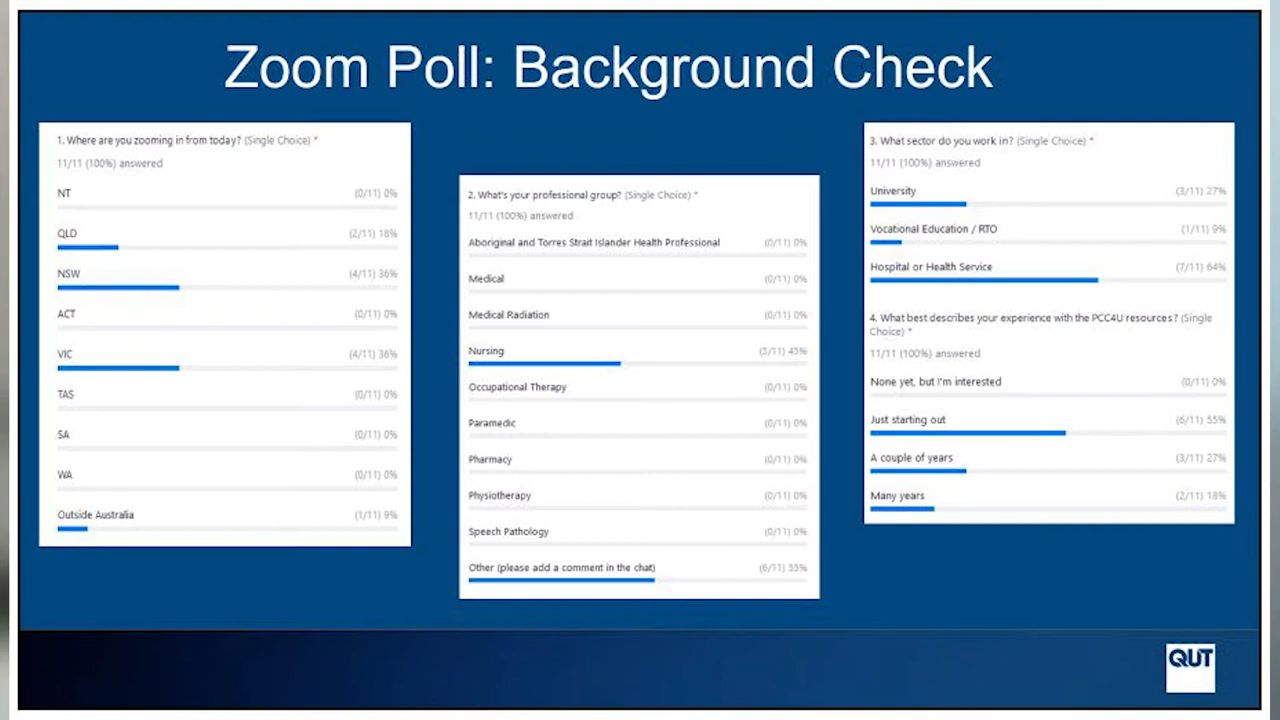 Zoom Poll: Background Check
1. Where are you zooming in from today? (Single Choice) *
11/11 (100%) answered
NT (0/11) 0%
QLD (2/11) 18%
NSW (4/11) 36%
ACT (0/11) 0%
VIC (4/11) 36%
TAS (0/11) 0%
SA (0/11) 0%
WA (0/11) 0%
Outside Australia (1/11) 9%
2. What's your professional group? (Single Choice) *
11/11 (100%) answered
Aboriginal and Torres Strait Islander Health Professional (0/11) 0%
Medical (0/11) 0%
Medical Radiation (0/11) 0%
Nursing (5/11) 45%
Occupational Therapy (0/11) 0%
Paramedic (0/11) 0%
Pharmacy (0/11) 0%
Physiotherapy (0/11) 0%
Speech Pathology (0/11) 0%
Other (please add a comment in the chat) (6/11) 55%
3. What sector do you work in? (Single Choice) *
11/11 (100%) answered
University (3/11) 27%
Vocational Education / RTO (1/11) 9%
Hospital or Health Service (7/11) 64%
4. What best describes your experience with the PCC4U resources? (Single
Choice) *
11/11 (100%) answered
None yet, but I'm interested (0/11) 0%
Just starting out (6/11) 55%
A couple of years (3/11) 27%
Many years (2/11) 18%
QUT